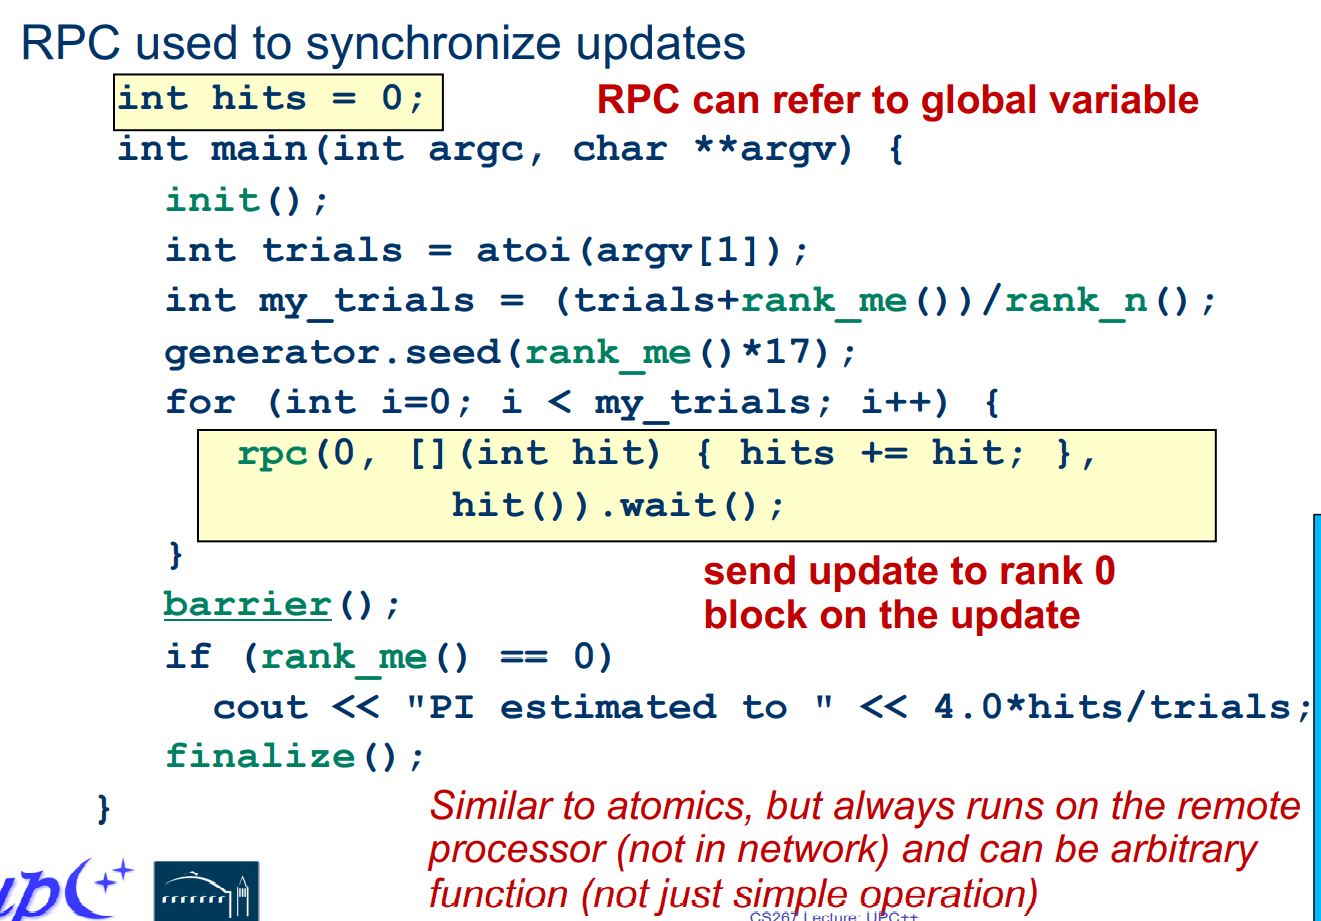 RPC used to synchronize updates
int hits = 0;
RPC can refer to global variable
int main(int argc, char **argv) {
init();
int trials = atoi(argv[1]);
int my_trials = (trials+rank_me())/rank_n();
generator.seed(rank_me()*17);
for (int i=0; i < my_trials; i++) {
rpc(0, [](int hit) { hits += hit; },
hit()).wait();
}
send update to rank 0
block on the update
barrier();
if (rank_me() == 0)
cout << "PI estimated to " << 4.0*hits/trials;
finalize();
}
Similar to atomics, but always runs on the remote
processor (not in network) and can be arbitrary
function (not just simple operation)
CS267 Lecture: UPC++